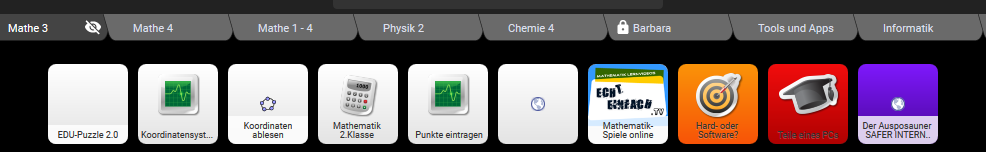 Mathe 3
Mathe 4
Mathe 1 - 4
Physik 2
Chemie 4
Barbara
Tools und Apps
Informatik
EDU-Puzzle 2.0
Koordinatensyst...
Koordinaten
ablesen
1000
Mathematik
2.Klasse
Punkte eintragen
MATHEMATIK LERNVIDEOS
ECHT
EINFACH
.TV
Mathematik-
Spiele online
Hard- oder
Software?
Teile eines PCs
Der Ausposauner
SAFER INTERN..